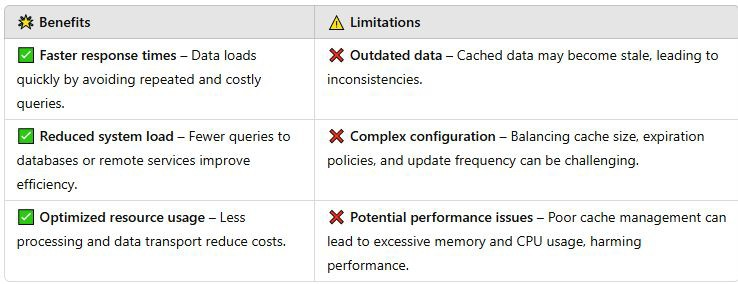 🌟 Benefits
⚠️ Limitations
✅ Faster response times – Data loads
quickly by avoiding repeated and costly
queries.
❌ Outdated data – Cached data may become stale, leading to
inconsistencies.
✅ Reduced system load – Fewer queries to
databases or remote services improve
efficiency.
❌ Complex configuration – Balancing cache size, expiration
policies, and update frequency can be challenging.
✅ Optimized resource usage – Less
processing and data transport reduce costs.
❌ Potential performance issues – Poor cache management can
lead to excessive memory and CPU usage, harming
performance.